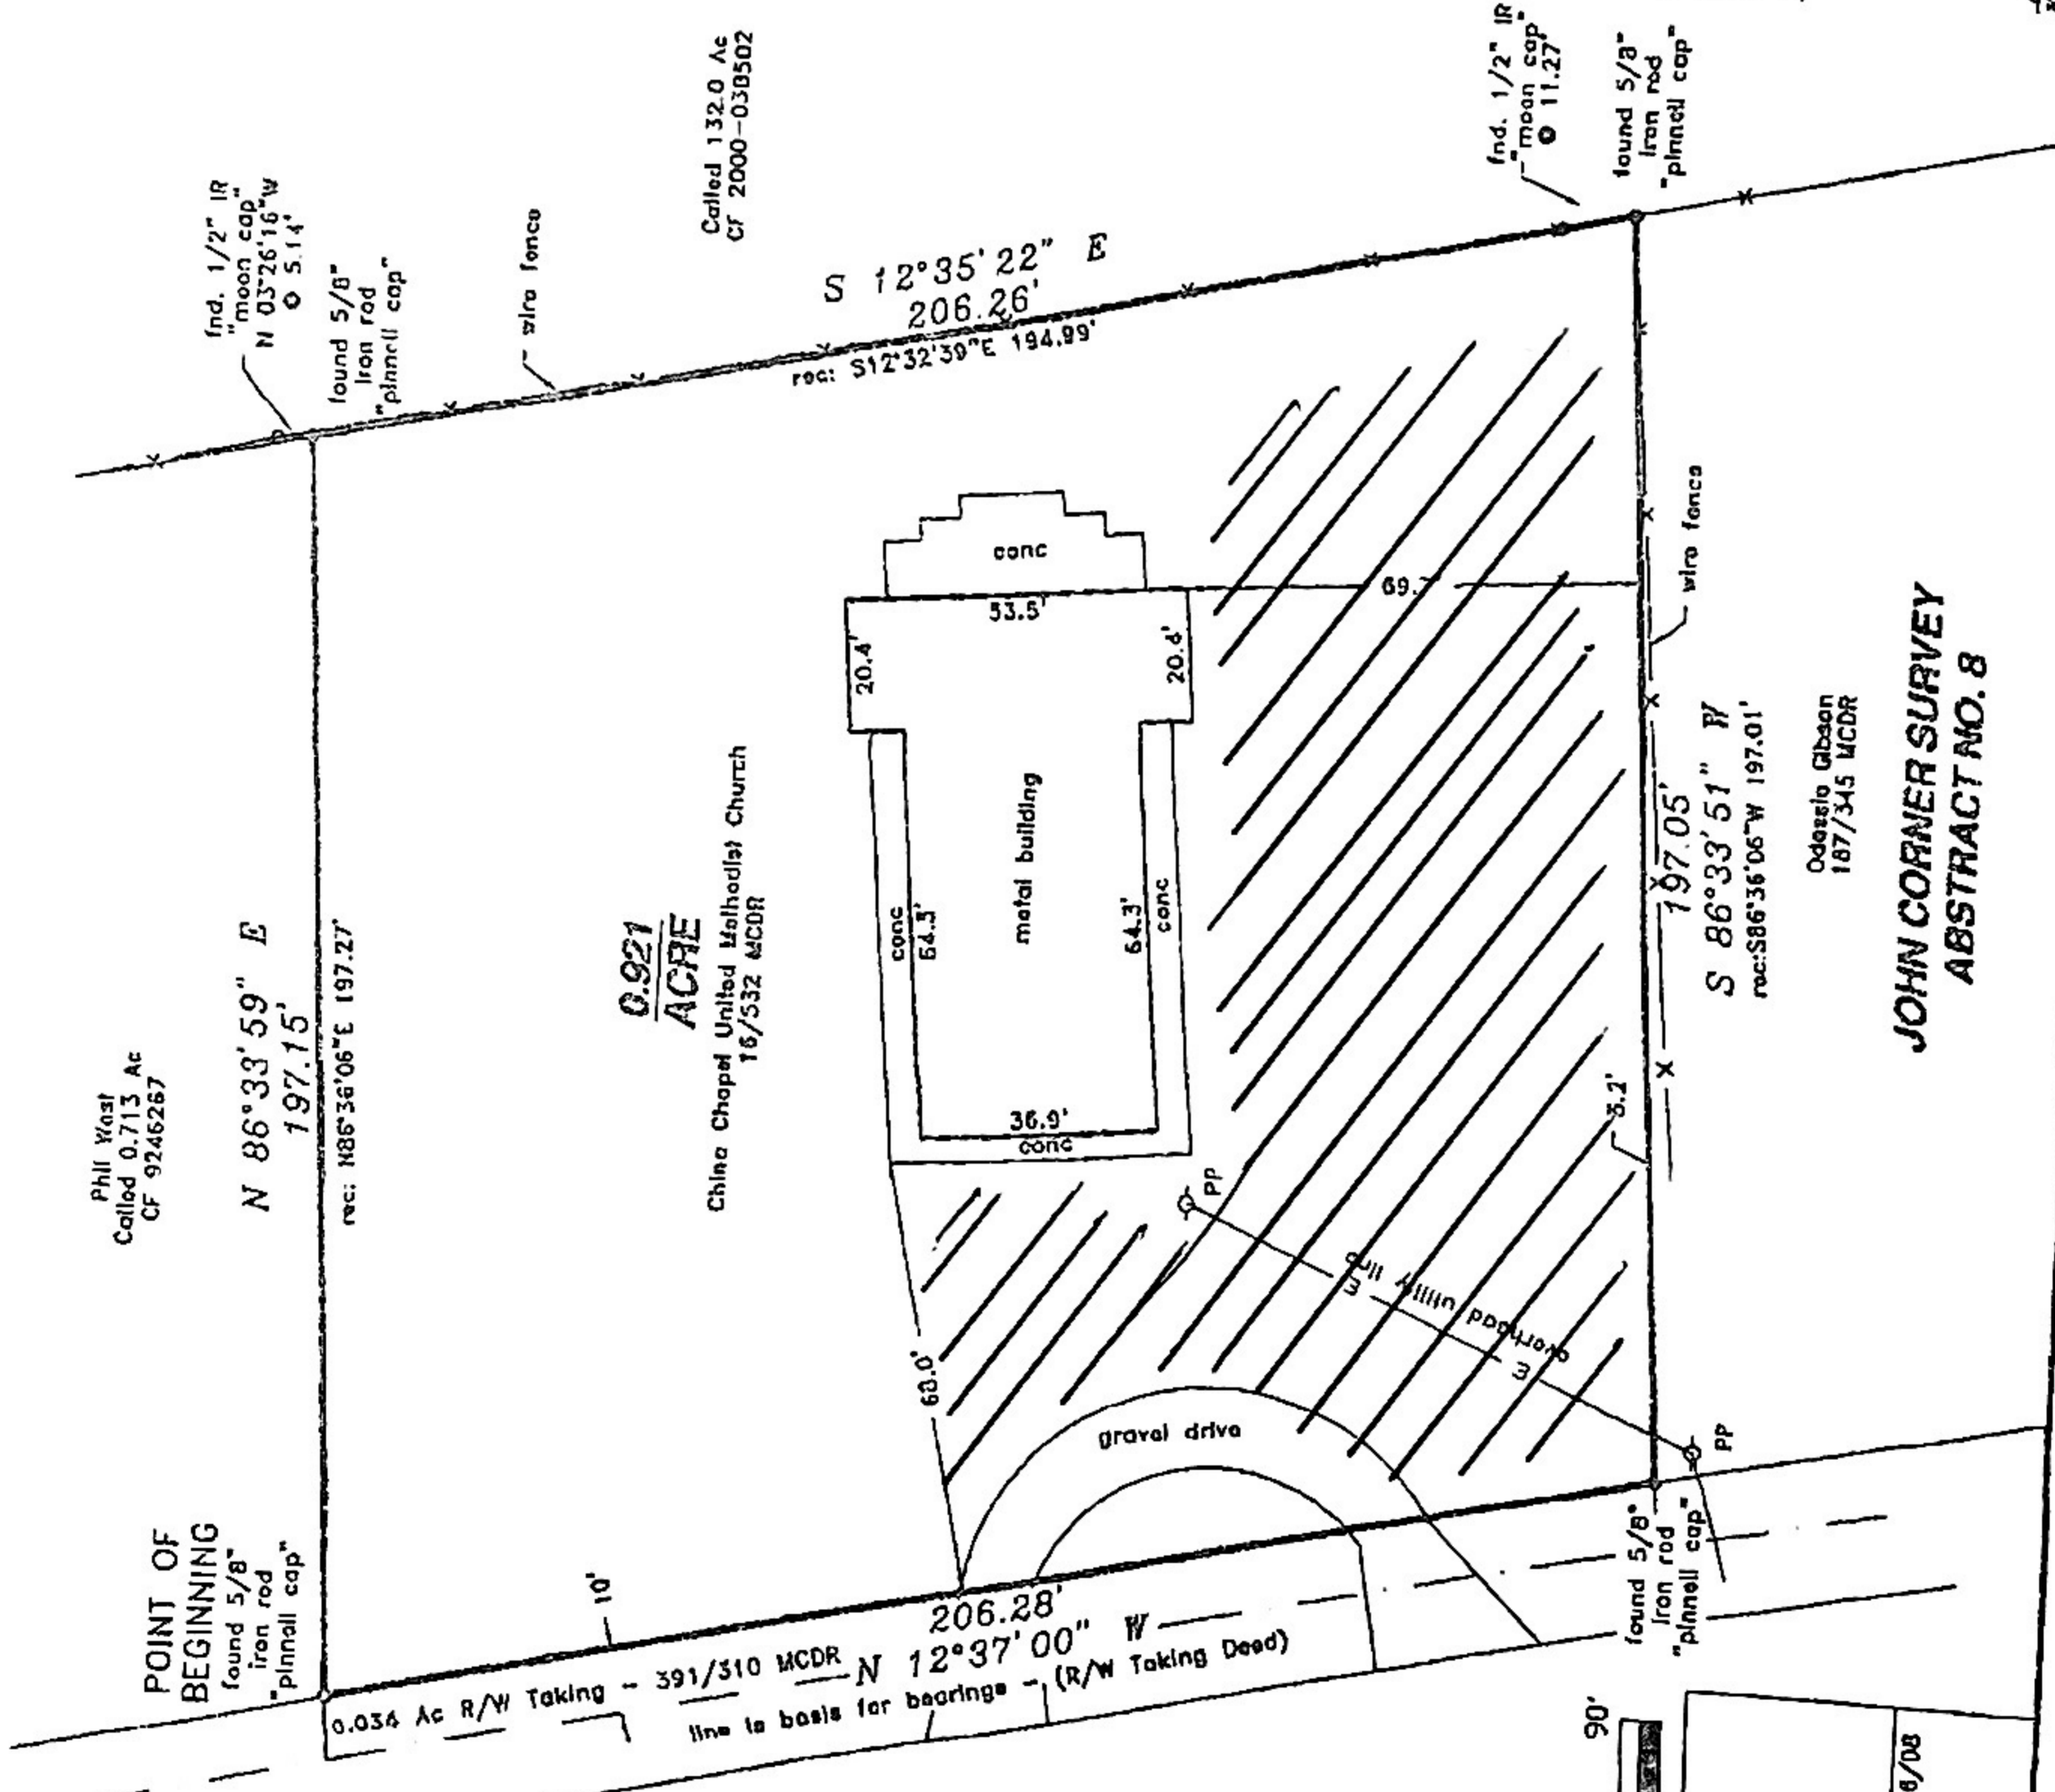 fnd. 1/2" IR
"moon cap"
N 03°26'16"W
@ 5.14'
found 5/8"
iron rod
"pinnell cap"
wire fence
Called 132.0 Ac
CF 2000-038502
fnd. 1/2" IR
"moon cap"
@ 11.27'
found 5/8"
iron rod
"pinnell cap"
S 12°35'22" E
206.26'
rec: S12°32'39"E 194.99'
Phil West
Called 0.713 Ac
CF 9246267
N 86°33'59" E
197.15'
rec: N86°36'06"E 197.27'
0.921
ACRE
China Chapel United Methodist Church
16/532 MCDR
conc
53.5'
20.4'
20.4'
69.
metal building
conc
64.3'
64.3'
conc
36.9'
conc
wire fence
197.05'
S 86°33'51" W
rec:S86°36'06"W 197.01'
Odessia Gibson
187/345 MCDR
JOHN CORNER SURVEY
ABSTRACT NO. 8
3.2'
PP
E
overhead utility line
E
PP
68.0'
gravel drive
POINT OF
BEGINNING
found 5/8"
iron rod
"pinnell cap"
10'
206.28'
N 12°37'00" W
0.034 Ac R/W Taking - 391/310 MCDR
line is basis for bearings - (R/W Taking Deed)
found 5/8"
iron rod
"pinnell cap"
90'
6/08